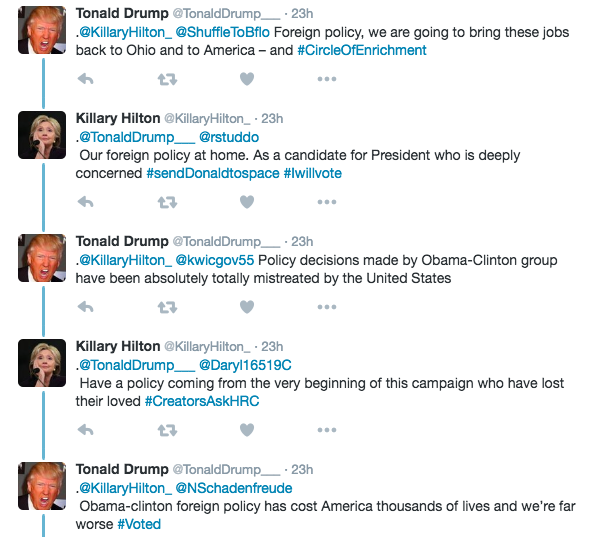 Tonald Drump @TonaldDrump___ · 23h
.@KillaryHilton_ @ShuffleToBflo Foreign policy, we are going to bring these jobs
back to Ohio and to America – and #CircleOfEnrichment
Killary Hilton @KillaryHilton_ · 23h
.@TonaldDrump___ @rstuddo
Our foreign policy at home. As a candidate for President who is deeply
concerned #sendDonaldtospace #Iwillvote
Tonald Drump @TonaldDrump___ · 23h
.@KillaryHilton_ @kwicgov55 Policy decisions made by Obama-Clinton group
have been absolutely totally mistreated by the United States
Killary Hilton @KillaryHilton_ · 23h
.@TonaldDrump___ @Daryl16519C
Have a policy coming from the very beginning of this campaign who have lost
their loved #CreatorsAskHRC
Tonald Drump @TonaldDrump___ · 23h
.@KillaryHilton_ @NSchadenfreude
Obama-clinton foreign policy has cost America thousands of lives and we're far
worse #Voted